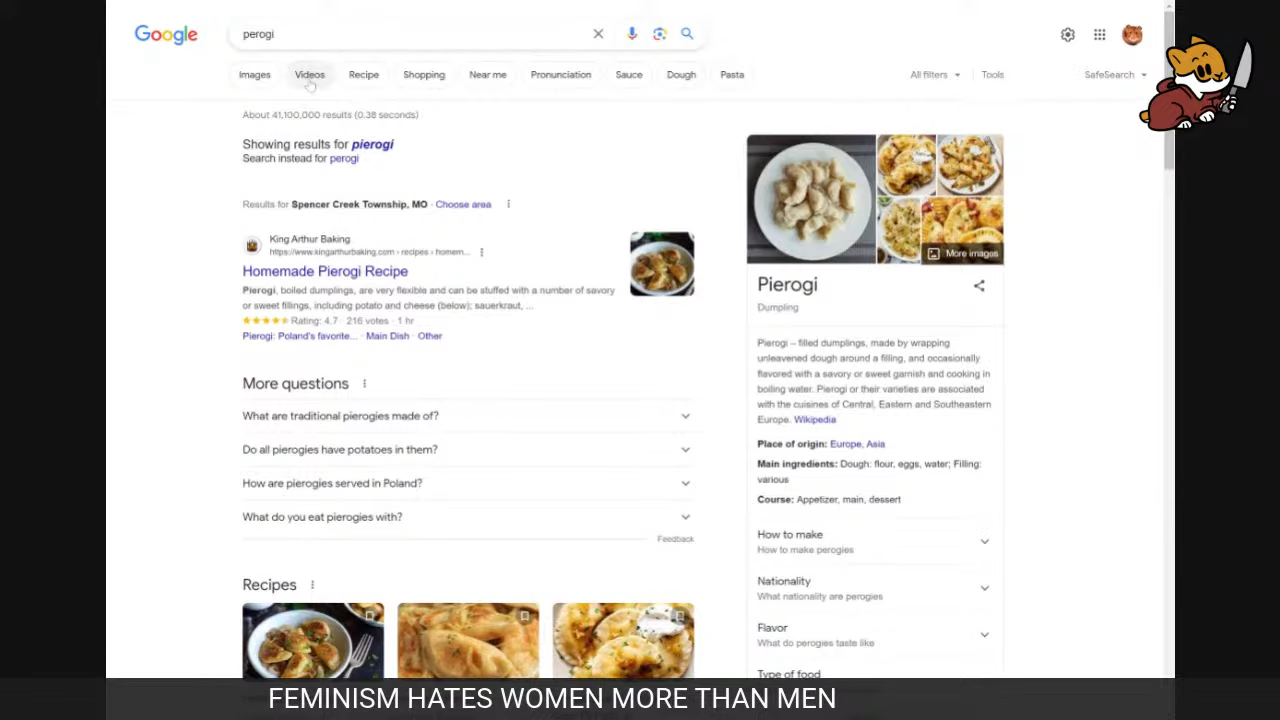 Google
perogi
Images Videos Recipe Shopping Near me Pronunciation Sauce Dough Pasta All filters Tools SafeSearch
About 41,100,000 results (0.38 seconds)
Showing results for pierogi
Search instead for perogi
Results for Spencer Creek Township, MO · Choose area
King Arthur Baking
https://www.kingarthurbaking.com › recipes › homem...
Homemade Pierogi Recipe
Pierogi, boiled dumplings, are very flexible and can be stuffed with a number of savory
or sweet fillings, including potato and cheese (below); sauerkraut, ...
Rating: 4.7 · 216 votes · 1 hr
Pierogi: Poland's favorite... · Main Dish · Other
More questions
What are traditional pierogies made of?
Do all pierogies have potatoes in them?
How are pierogies served in Poland?
What do you eat pierogies with?
Feedback
Recipes
More images
Pierogi
Dumpling
Pierogi – filled dumplings, made by wrapping
unleavened dough around a filling, and occasionally
flavored with a savory or sweet garnish and cooking in
boiling water. Pierogi or their varieties are associated
with the cuisines of Central, Eastern and Southeastern
Europe. Wikipedia
Place of origin: Europe, Asia
Main ingredients: Dough: flour, eggs, water; Filling:
various
Course: Appetizer, main, dessert
How to make
How to make perogies
Nationality
What nationality are perogies
Flavor
What do perogies taste like
Type of food
FEMINISM HATES WOMEN MORE THAN MEN